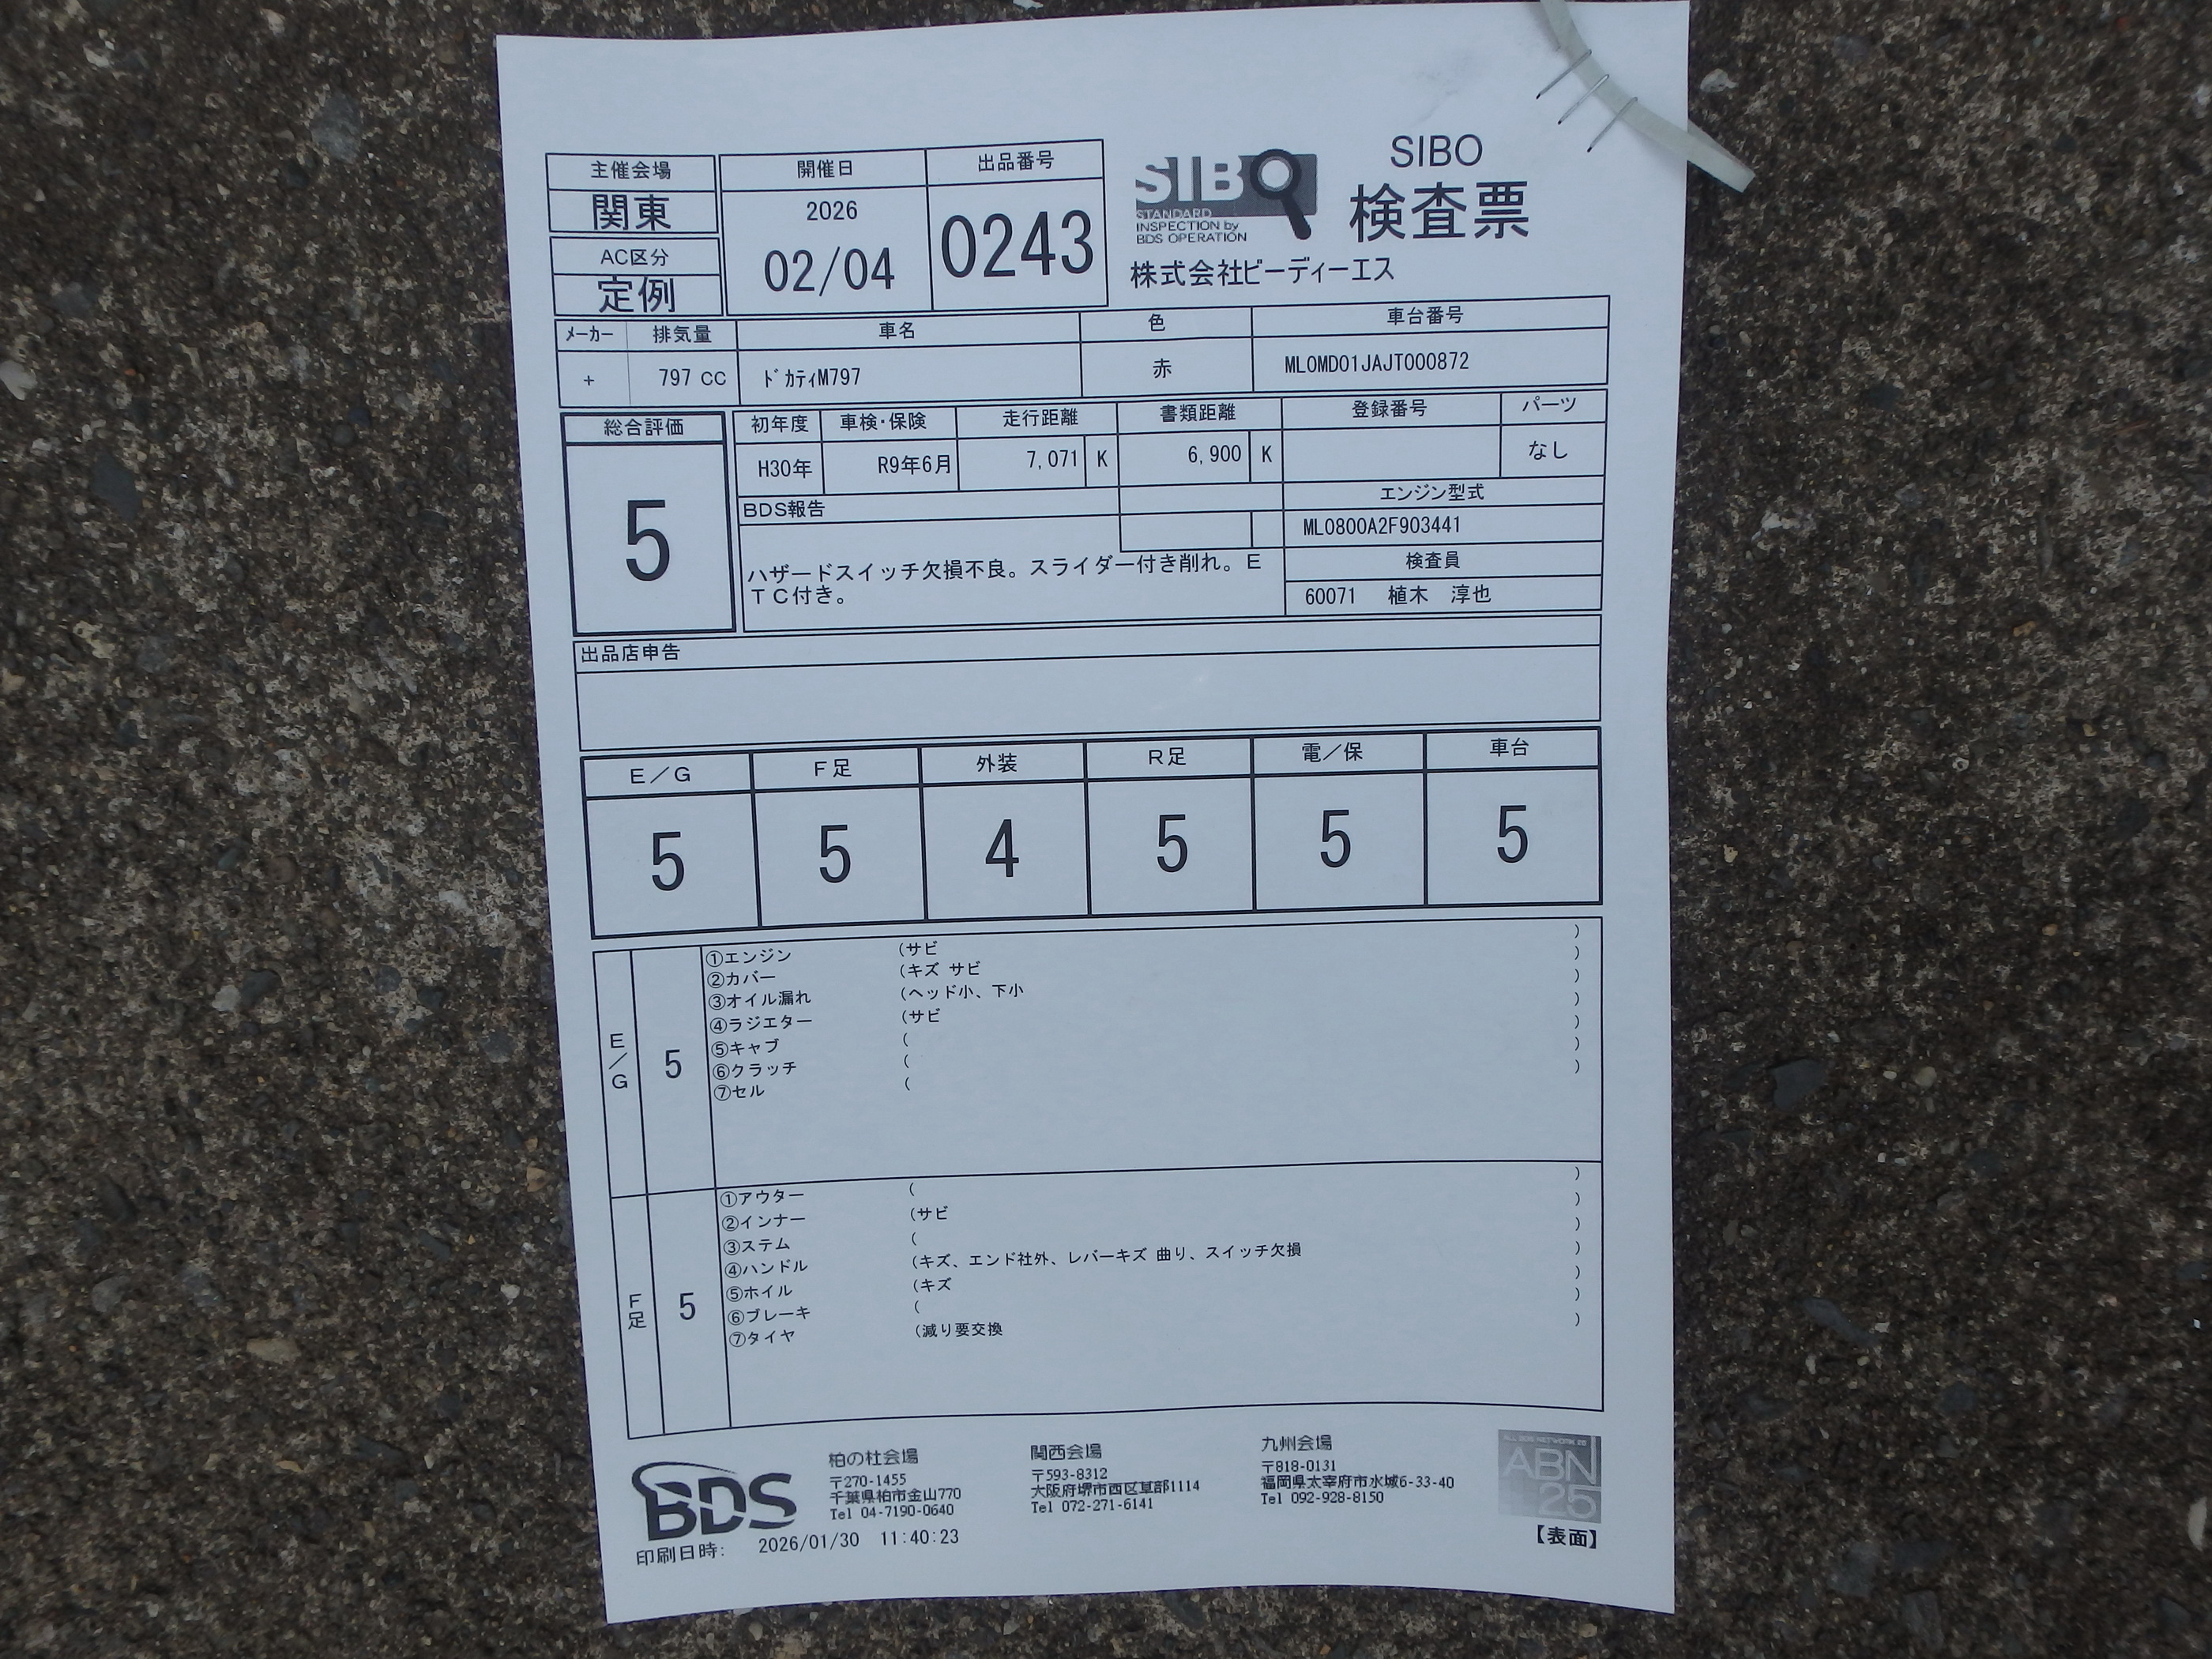 主催会場 開催日 出品番号
関東 2026 02/04 0243
AC区分
定例
SIBO
STANDARD
INSPECTION by
BDS OPERATION
SIBO
検査票
株式会社ビーディーエス
ﾒｰｶｰ 排気量 車名 色 車台番号
+ 797 CC ﾄﾞｶﾃｨM797 赤 ML0MD01JAJT000872
総合評価 初年度 車検・保険 走行距離 書類距離 登録番号 パーツ
5 H30年 R9年6月 7,071 K 6,900 K なし
BDS報告 エンジン型式
ML0800A2F903441
ハザードスイッチ欠損不良。スライダー付き削れ。E
TC付き。
検査員
60071 植木 淳也
出品店申告
E/G F足 外装 R足 電/保 車台
5 5 4 5 5 5
E/G 5
①エンジン (サビ )
②カバー (キズ サビ )
③オイル漏れ (ヘッド小、下小 )
④ラジエター (サビ )
⑤キャブ ( )
⑥クラッチ ( )
⑦セル ( )
F足 5
①アウター ( )
②インナー (サビ )
③ステム ( )
④ハンドル (キズ、エンド社外、レバーキズ 曲り、スイッチ欠損 )
⑤ホイル (キズ )
⑥ブレーキ ( )
⑦タイヤ (減り要交換 )
BDS
柏の杜会場
〒270-1455
千葉県柏市金山770
Tel 04-7190-0640
関西会場
〒593-8312
大阪府堺市西区草部1114
Tel 072-271-6141
九州会場
〒818-0131
福岡県太宰府市水城6-33-40
Tel 092-928-8150
ABN
25
印刷日時: 2026/01/30 11:40:23
【表面】